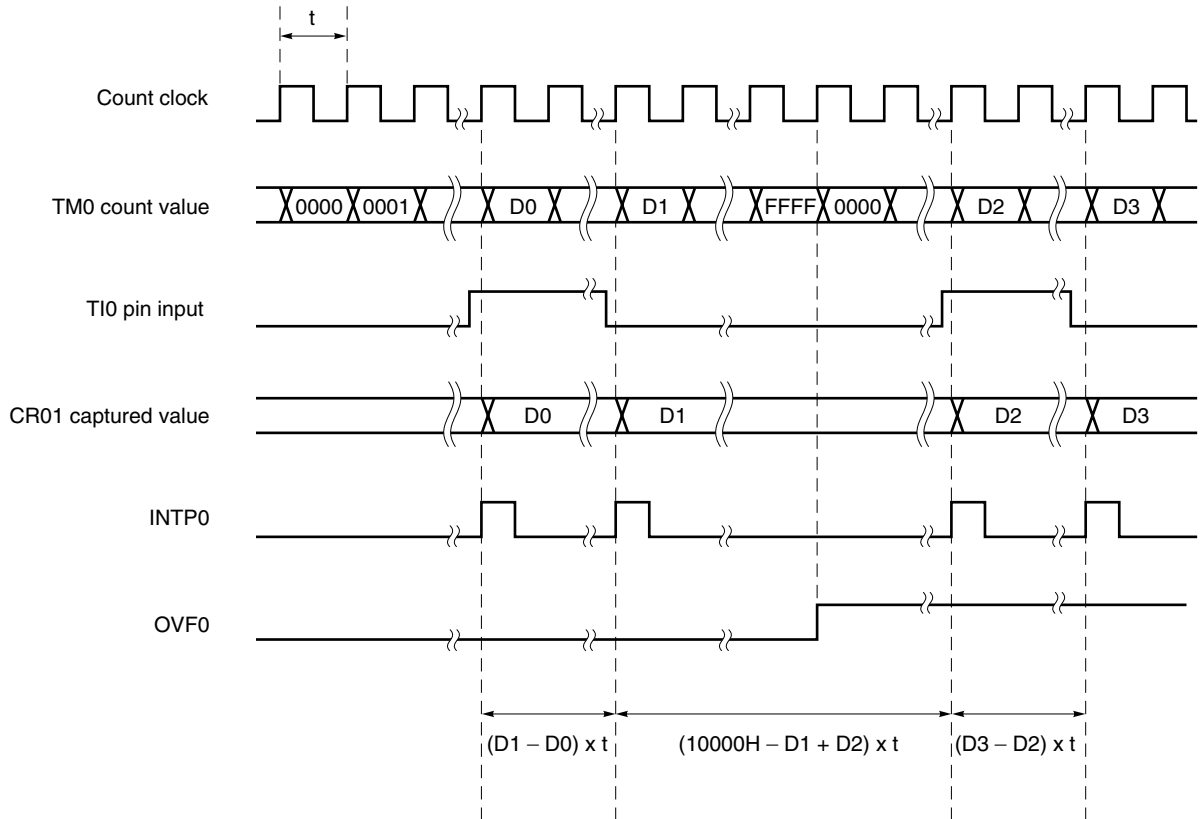 t
Count clock
TM0 count value 0000 0001 D0 D1 FFFF 0000 D2 D3
TI0 pin input
CR01 captured value D0 D1 D2 D3
INTP0
OVF0
(D1 – D0) x t (10000H – D1 + D2) x t (D3 – D2) x t